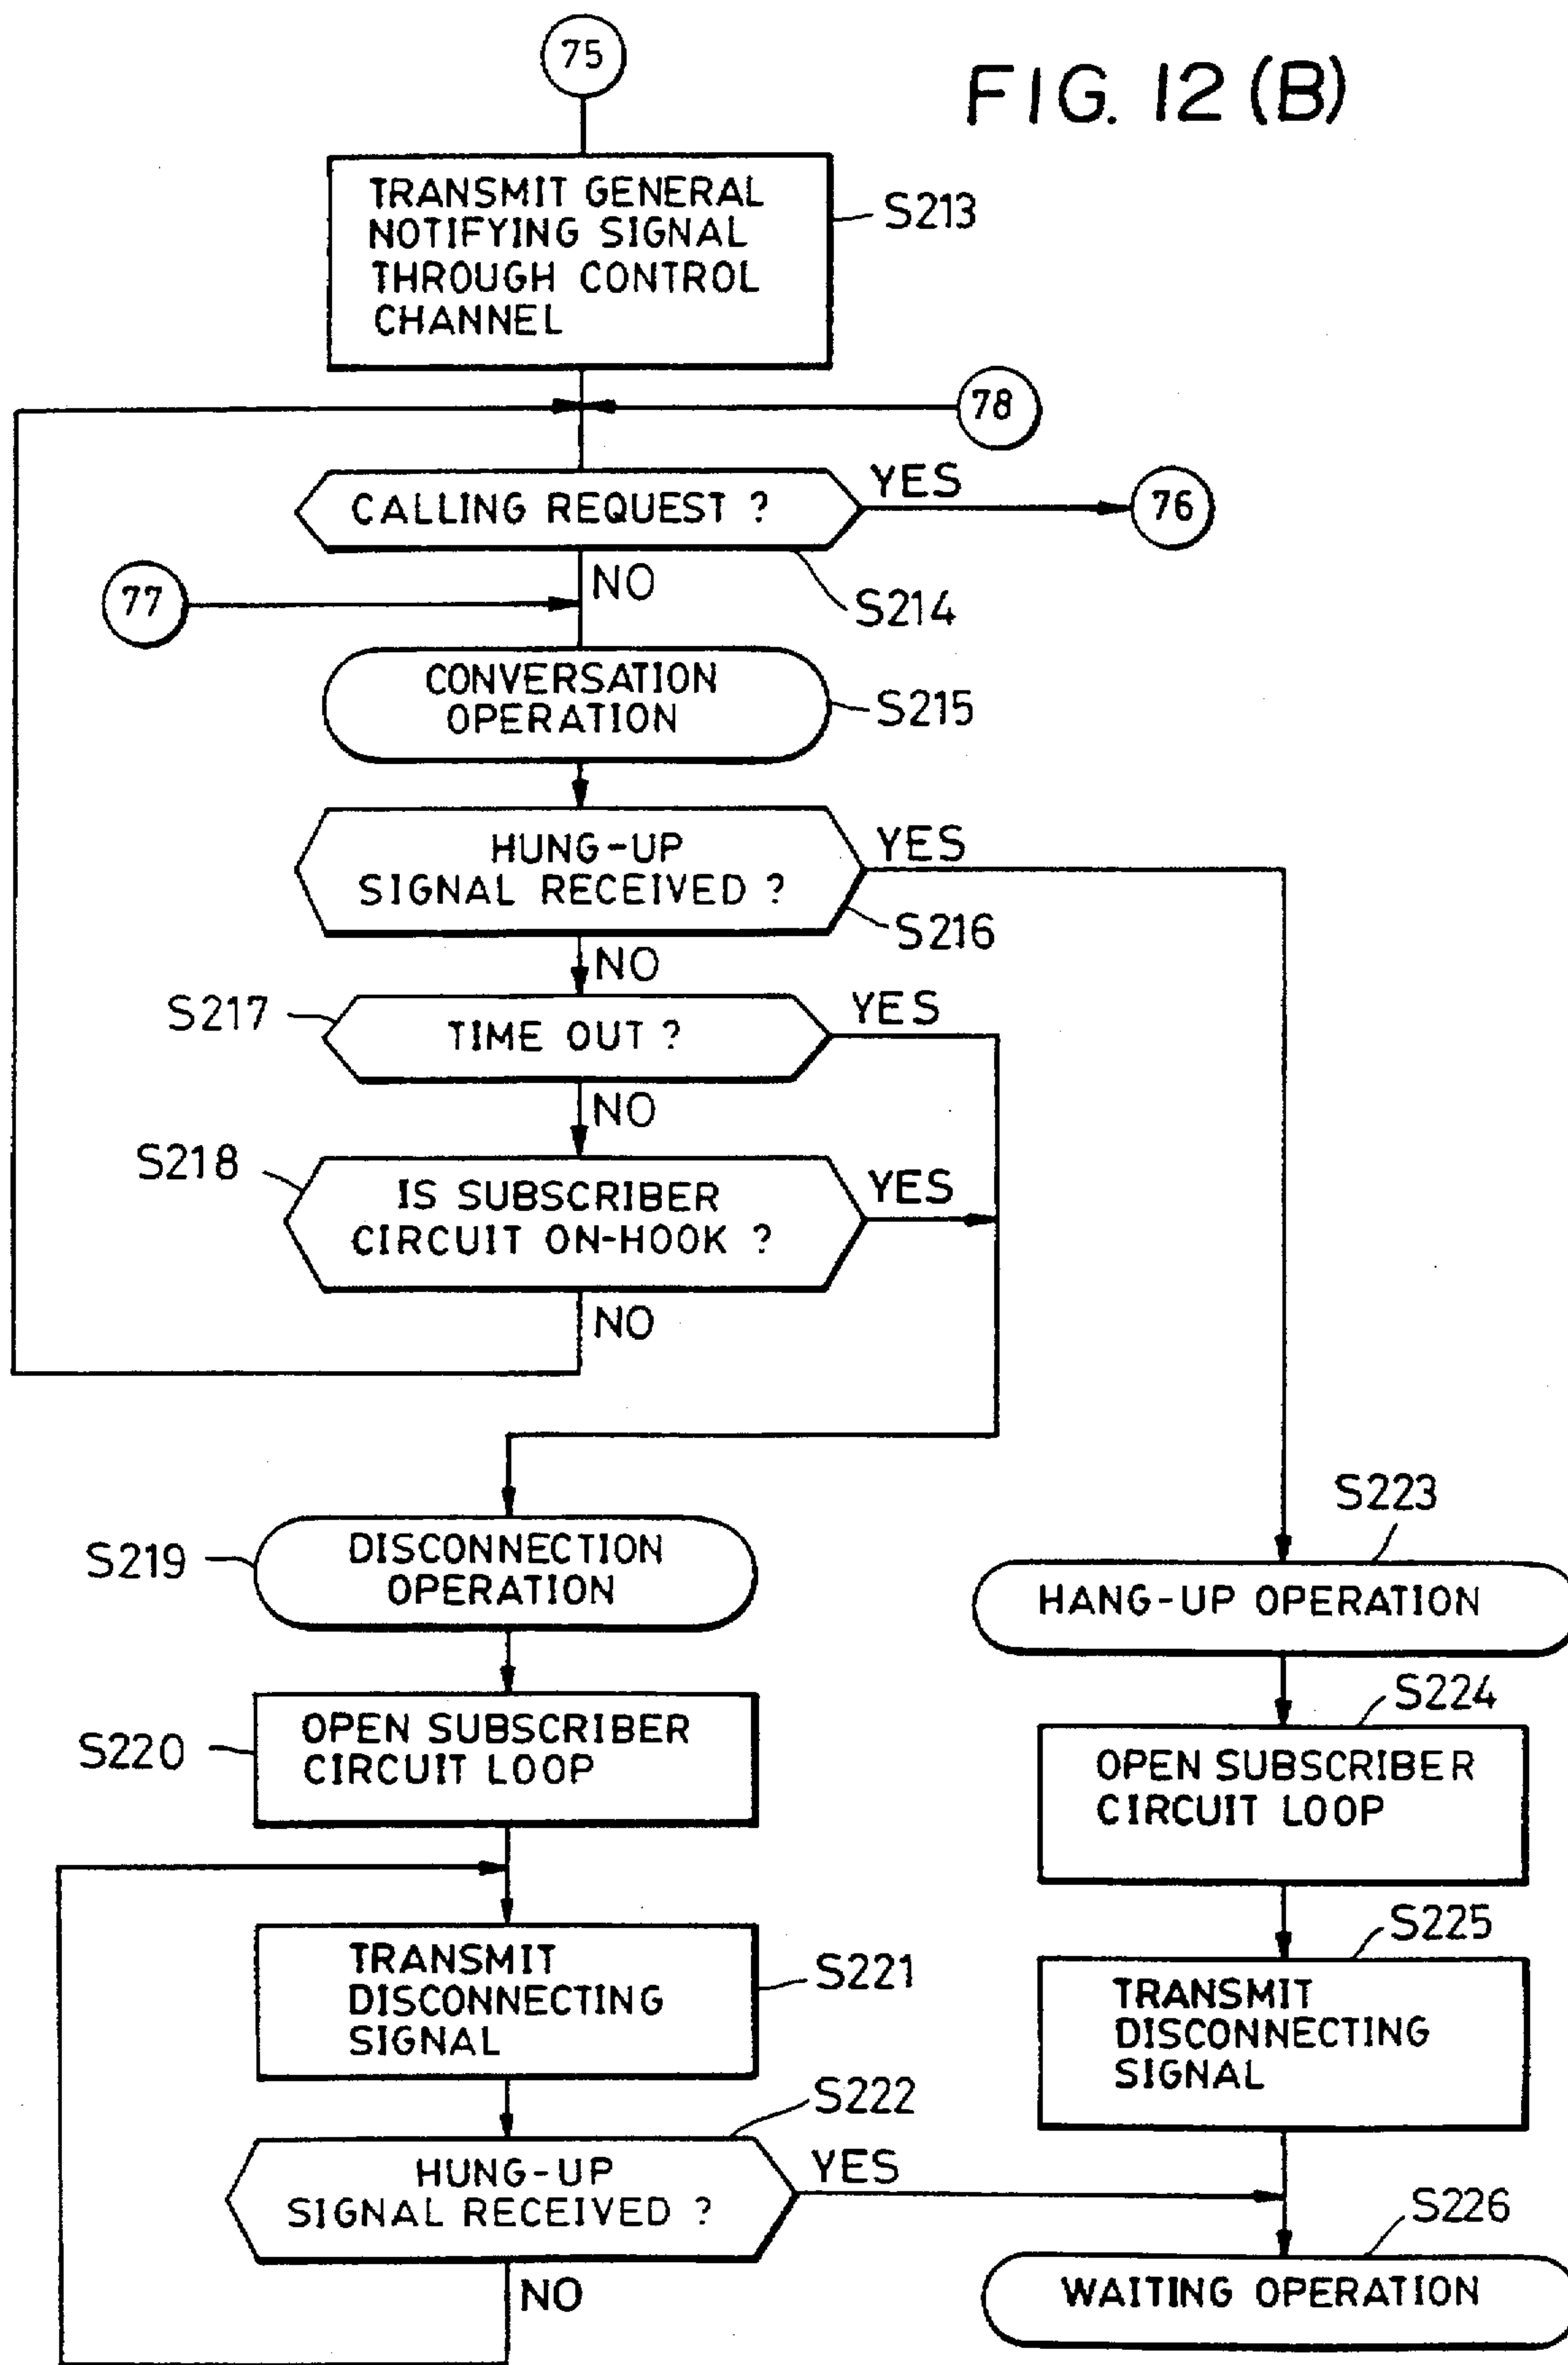 75
FIG. 12 (B)
TRANSMIT GENERAL
NOTIFYING SIGNAL
THROUGH CONTROL
CHANNEL
S213
78
CALLING REQUEST ?
YES
76
NO
S214
77
CONVERSATION
OPERATION
S215
HUNG-UP
SIGNAL RECEIVED ?
YES
S216
NO
S217
TIME OUT ?
YES
NO
S218
IS SUBSCRIBER
CIRCUIT ON-HOOK ?
YES
NO
S219
DISCONNECTION
OPERATION
S223
HANG-UP OPERATION
S220
OPEN SUBSCRIBER
CIRCUIT LOOP
S224
OPEN SUBSCRIBER
CIRCUIT LOOP
TRANSMIT
DISCONNECTING
SIGNAL
S221
S225
TRANSMIT
DISCONNECTING
SIGNAL
S222
HUNG-UP
SIGNAL RECEIVED ?
YES
NO
S226
WAITING OPERATION